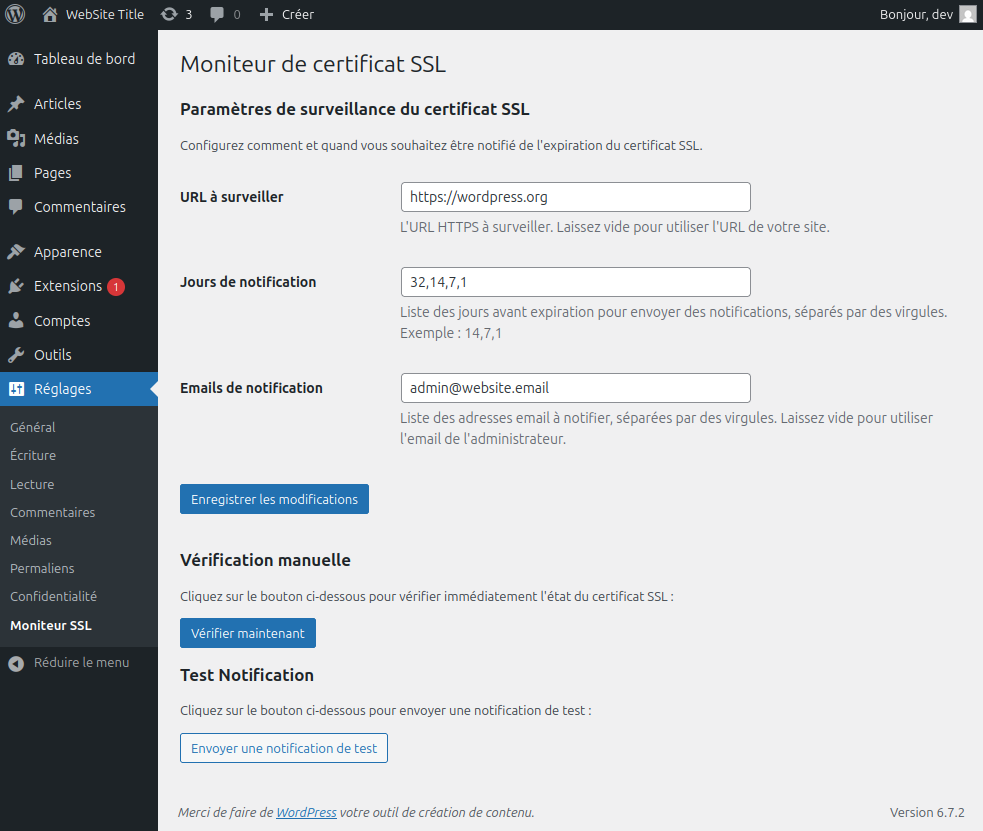 WebSite Title 3 0 Créer Bonjour, dev
Tableau de bord
Articles
Médias
Pages
Commentaires
Apparence
Extensions 1
Comptes
Outils
Réglages
Général
Écriture
Lecture
Commentaires
Médias
Permaliens
Confidentialité
Moniteur SSL
Réduire le menu
Moniteur de certificat SSL
Paramètres de surveillance du certificat SSL
Configurez comment et quand vous souhaitez être notifié de l'expiration du certificat SSL.
URL à surveiller
https://wordpress.org
L'URL HTTPS à surveiller. Laissez vide pour utiliser l'URL de votre site.
Jours de notification
32,14,7,1
Liste des jours avant expiration pour envoyer des notifications, séparés par des virgules.
Exemple : 14,7,1
Emails de notification
admin@website.email
Liste des adresses email à notifier, séparées par des virgules. Laissez vide pour utiliser
l'email de l'administrateur.
Enregistrer les modifications
Vérification manuelle
Cliquez sur le bouton ci-dessous pour vérifier immédiatement l'état du certificat SSL :
Vérifier maintenant
Test Notification
Cliquez sur le bouton ci-dessous pour envoyer une notification de test :
Envoyer une notification de test
Merci de faire de WordPress votre outil de création de contenu.
Version 6.7.2